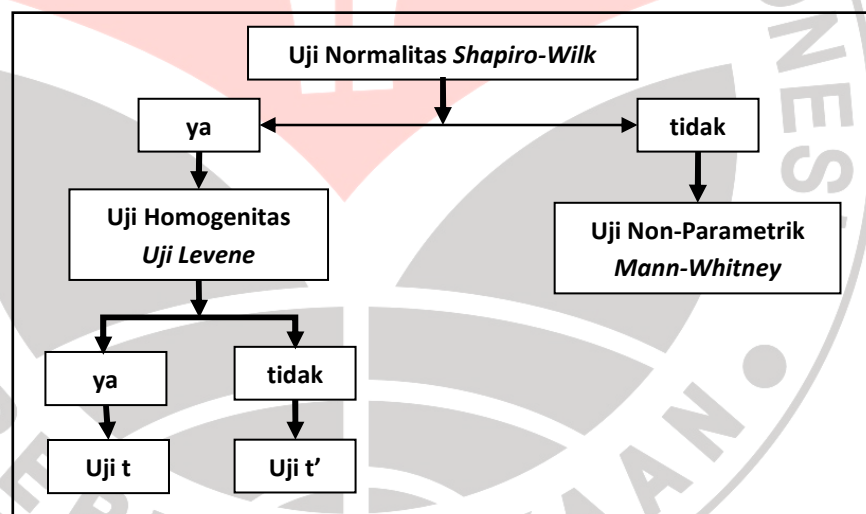 Uji Normalitas Shapiro-Wilk
ya
tidak
Uji Homogenitas
Uji Levene
Uji Non-Parametrik
Mann-Whitney
ya
tidak
Uji t
Uji t’